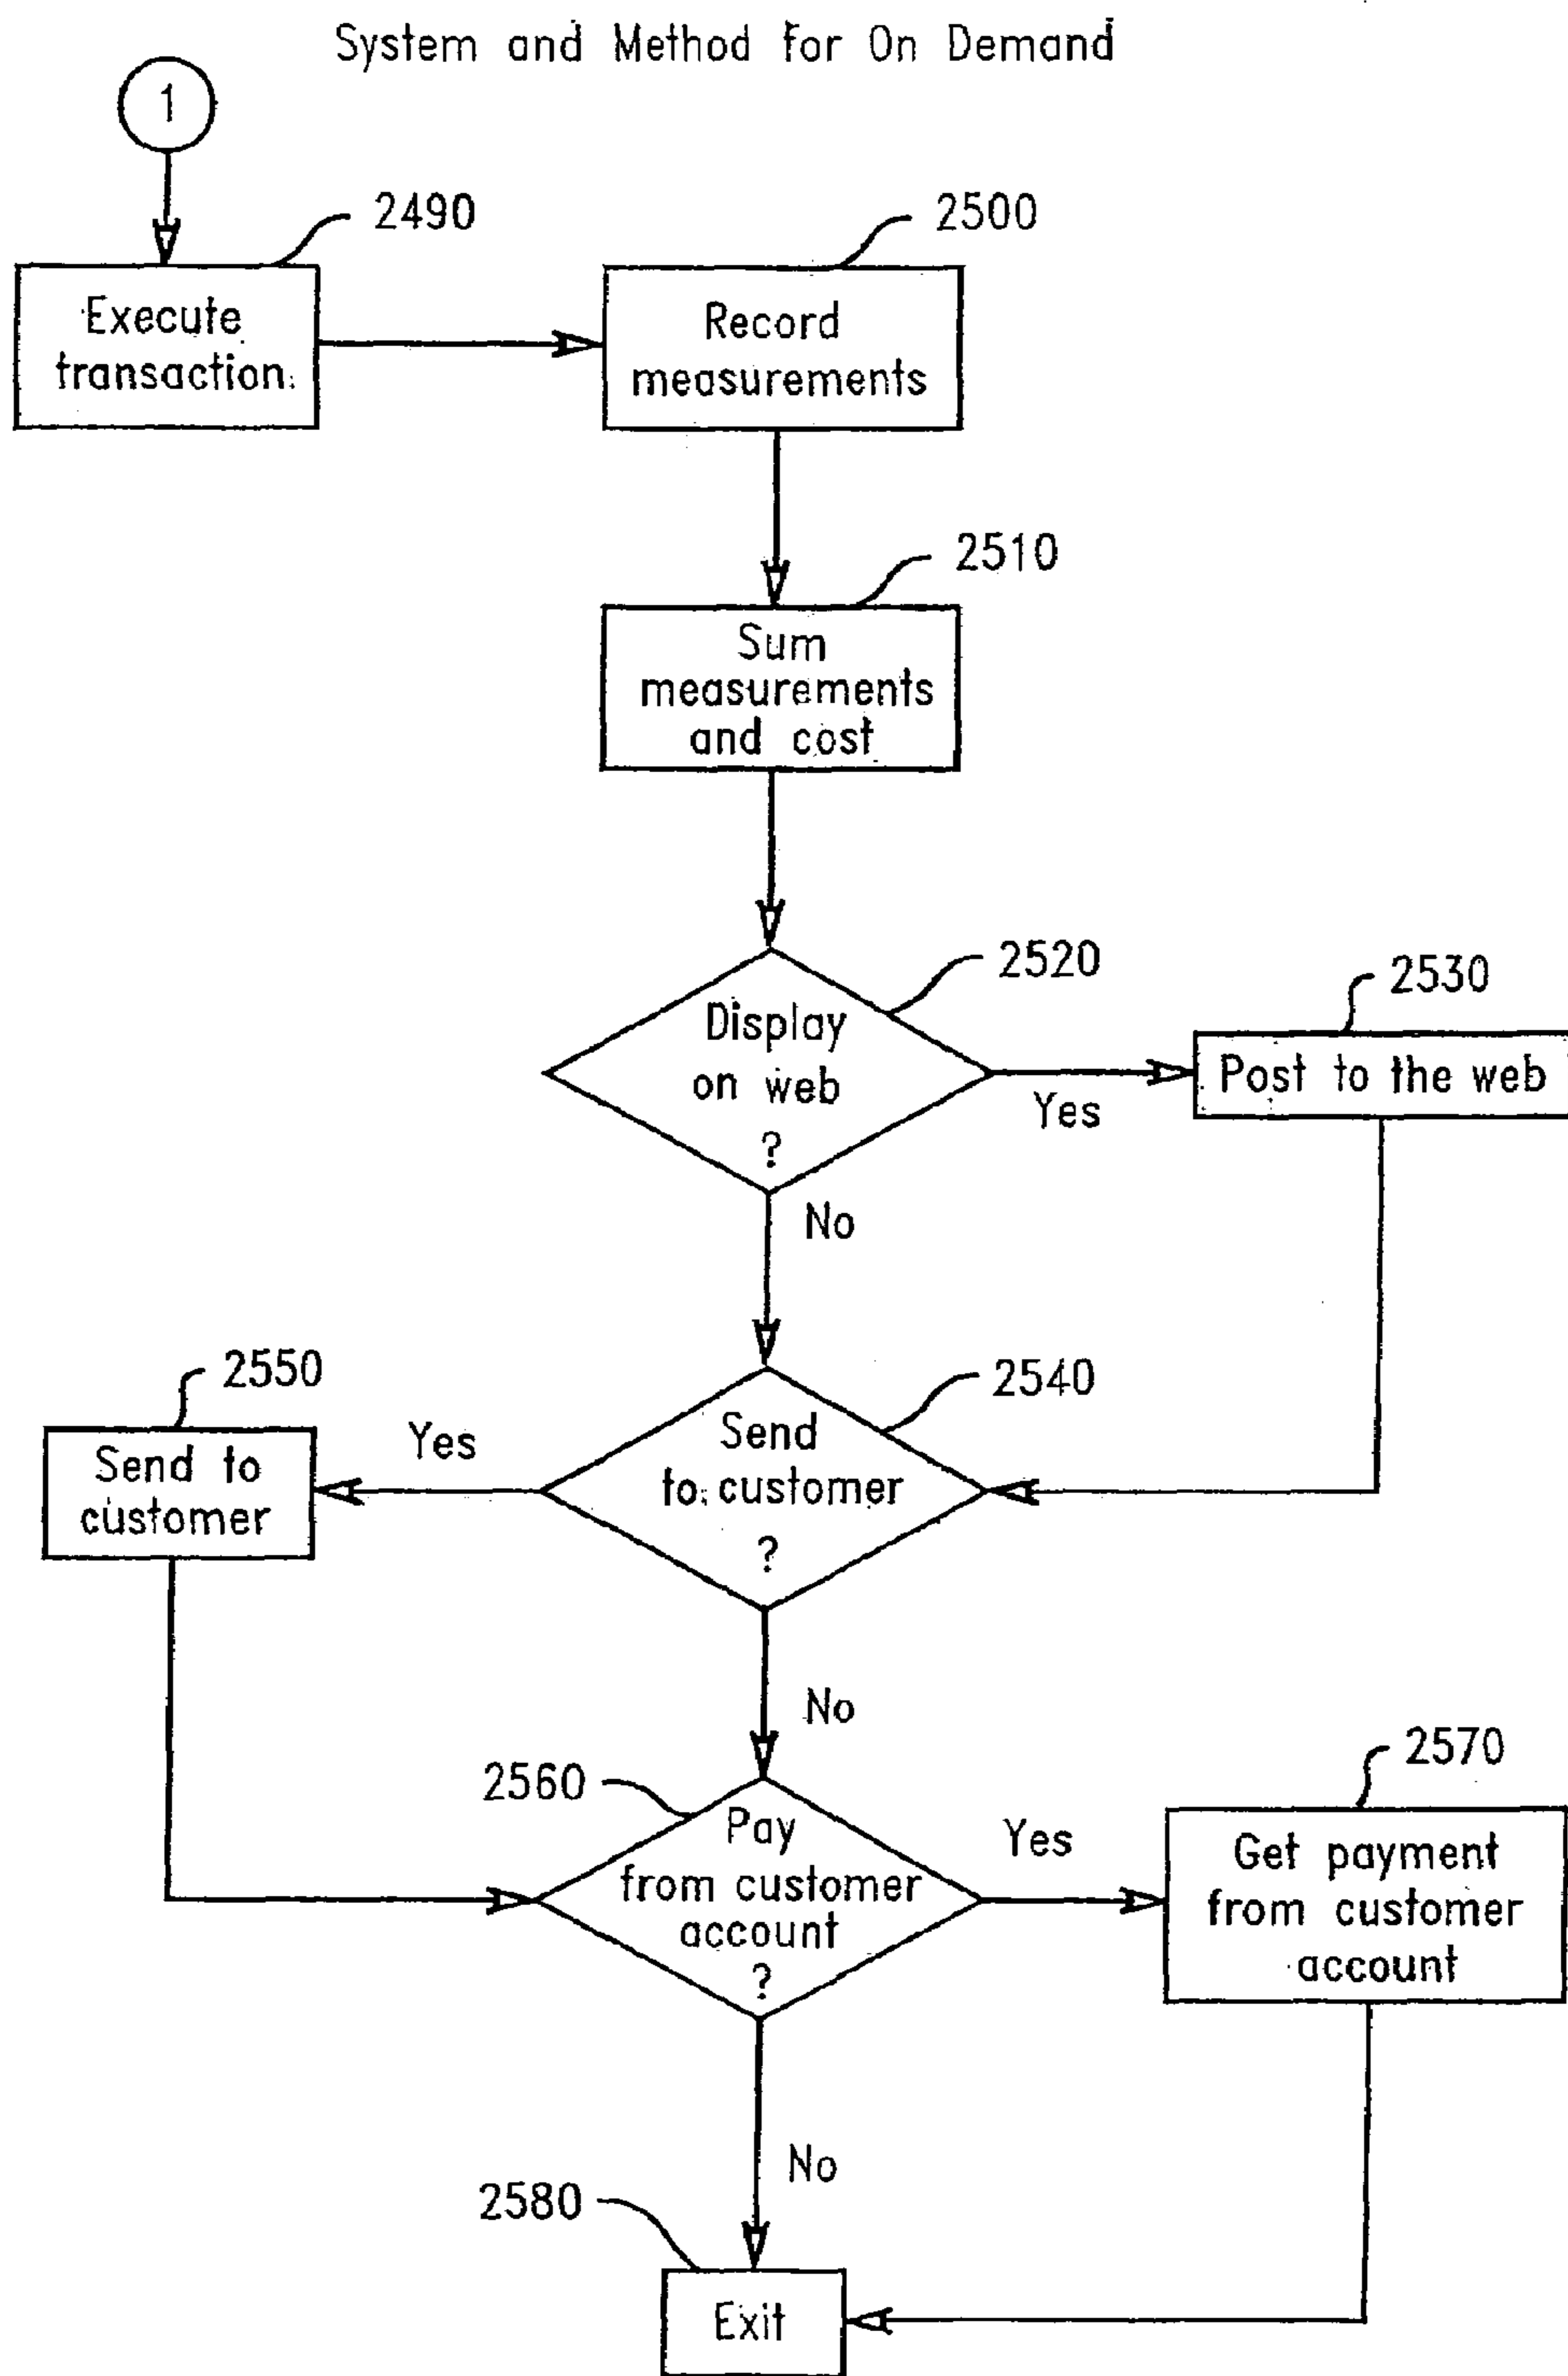 System and Method for On Demand
1
2490
Execute
transaction
2500
Record
measurements
2510
Sum
measurements
and cost
2520
Display
on web
?
Yes
No
2530
Post to the web
2540
Send
to customer
?
Yes
No
2550
Send to
customer
2560
Pay
from customer
account
?
Yes
No
2570
Get payment
from customer
account
2580
Exit